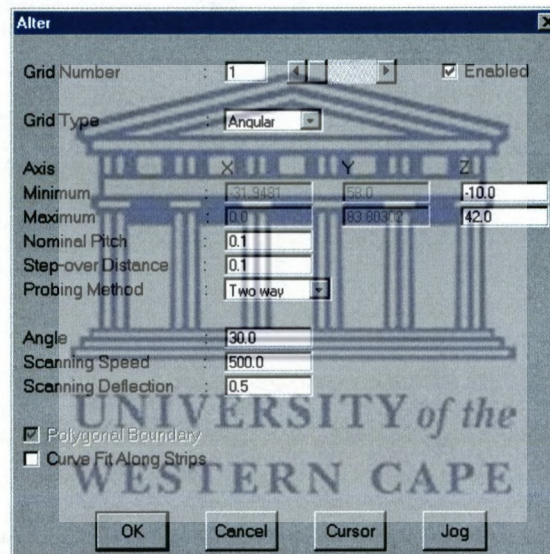 Alter
Grid Number : 1 Enabled
Grid Type : Angular
Axis X Y Z
Minimum : -31.9481 58.0 -10.0
Maximum : 0.0 83.80302 42.0
Nominal Pitch : 0.1
Step-over Distance : 0.1
Probing Method : Two way
Angle : 30.0
Scanning Speed : 500.0
Scanning Deflection : 0.5
UNIVERSITY of the
Polygonal Boundary
Curve Fit Along Strips
WESTERN CAPE
OK Cancel Cursor Jog